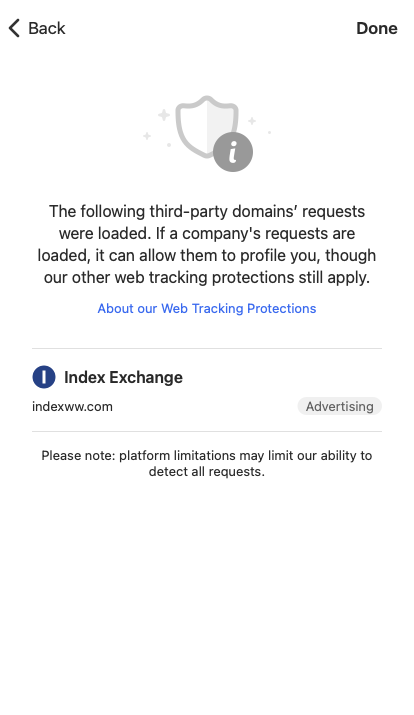 Back
Done
The following third-party domains’ requests
were loaded. If a company's requests are
loaded, it can allow them to profile you, though
our other web tracking protections still apply.
About our Web Tracking Protections
I Index Exchange
indexww.com
Advertising
Please note: platform limitations may limit our ability to
detect all requests.